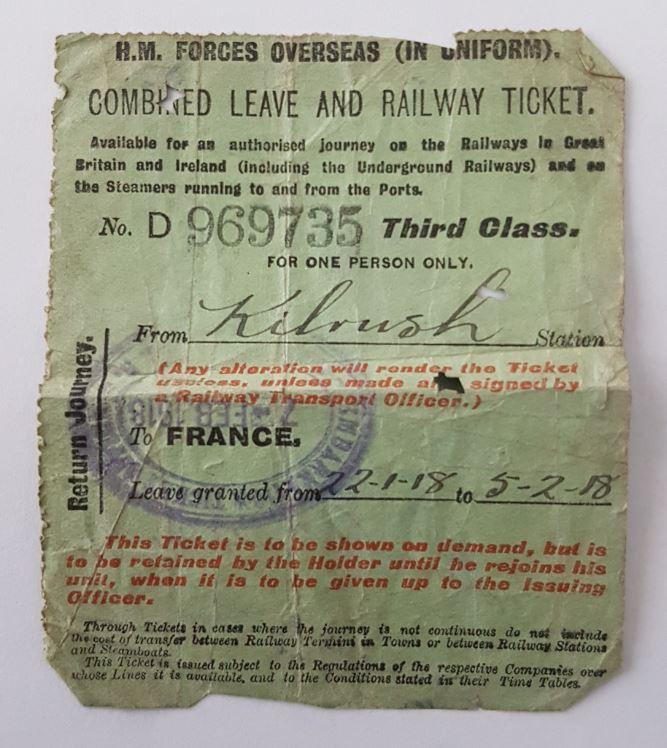 H.M. FORCES OVERSEAS (IN UNIFORM).
COMBINED LEAVE AND RAILWAY TICKET.
Available for an authorised journey on the Railways in Great
Britain and Ireland (including the Underground Railways) and on
the Steamers running to and from the Ports.
No. D 969735 Third Class.
FOR ONE PERSON ONLY.
From Kilrush Station
(Any alteration will render the Ticket
useless, unless made and signed by
a Railway Transport Officer.)
Return Journey.
To FRANCE.
FEB 1918
Leave granted from 22-1-18 to 5-2-18
This Ticket is to be shown on demand, but is
to be retained by the Holder until he rejoins his
unit, when it is to be given up to the Issuing
Officer.
Through Tickets in cases where the journey is not continuous do not include
the cost of transfer between Railway Termini in Towns or between Railway Stations
and Steamboats.
This Ticket is issued subject to the Regulations of the respective Companies over
whose Lines it is available, and to the Conditions stated in their Time Tables.